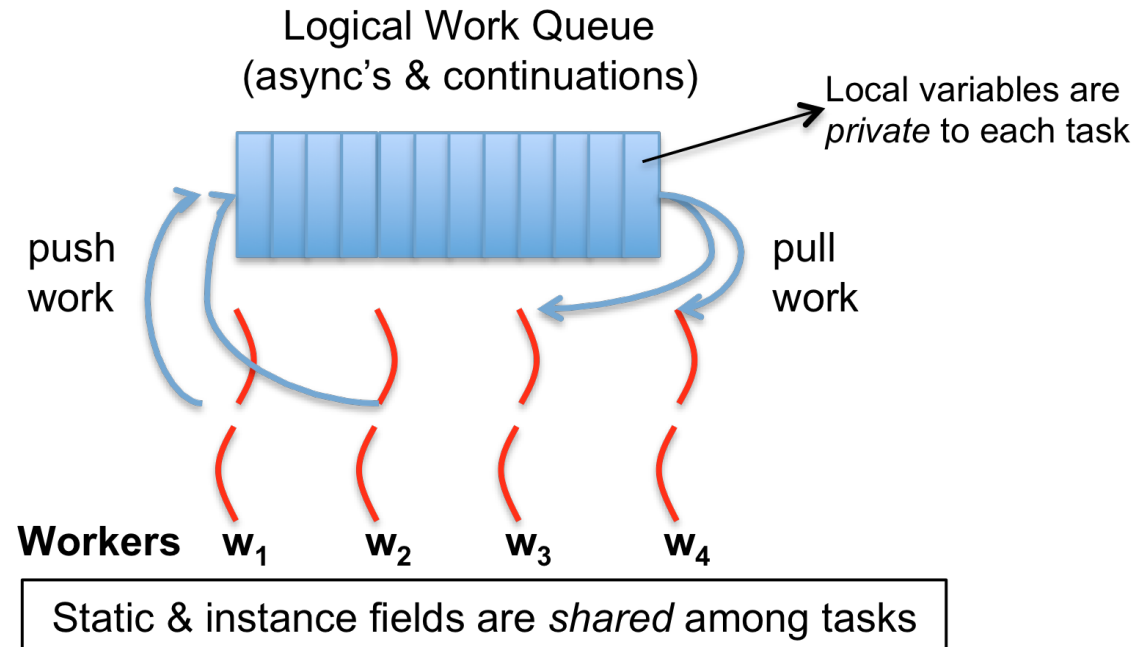 Logical Work Queue
(async's & continuations)
Local variables are
private to each task
push
work
pull
work
Workers w1 w2 w3 w4
Static & instance fields are shared among tasks